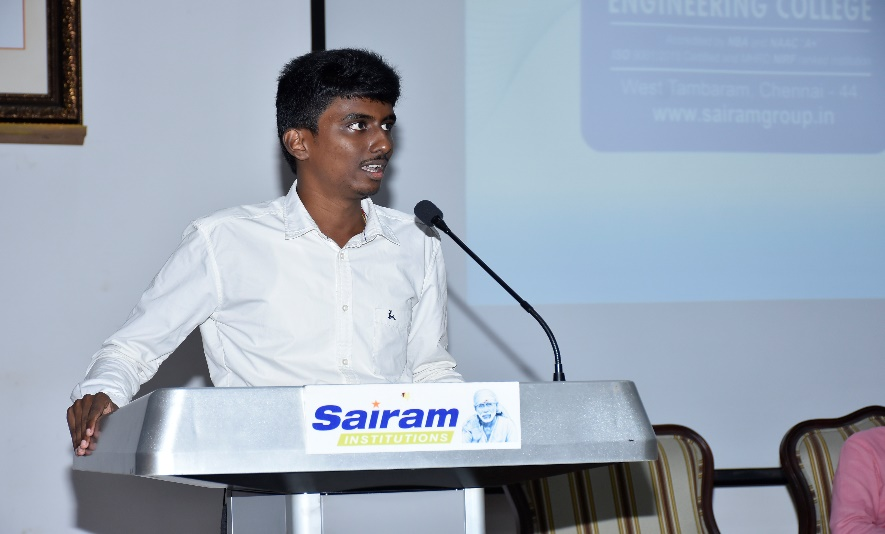 ENGINEERING COLLEGE
West Tambaram, Chennai - 44
www.sairamgroup.in
Sairam
INSTITUTIONS